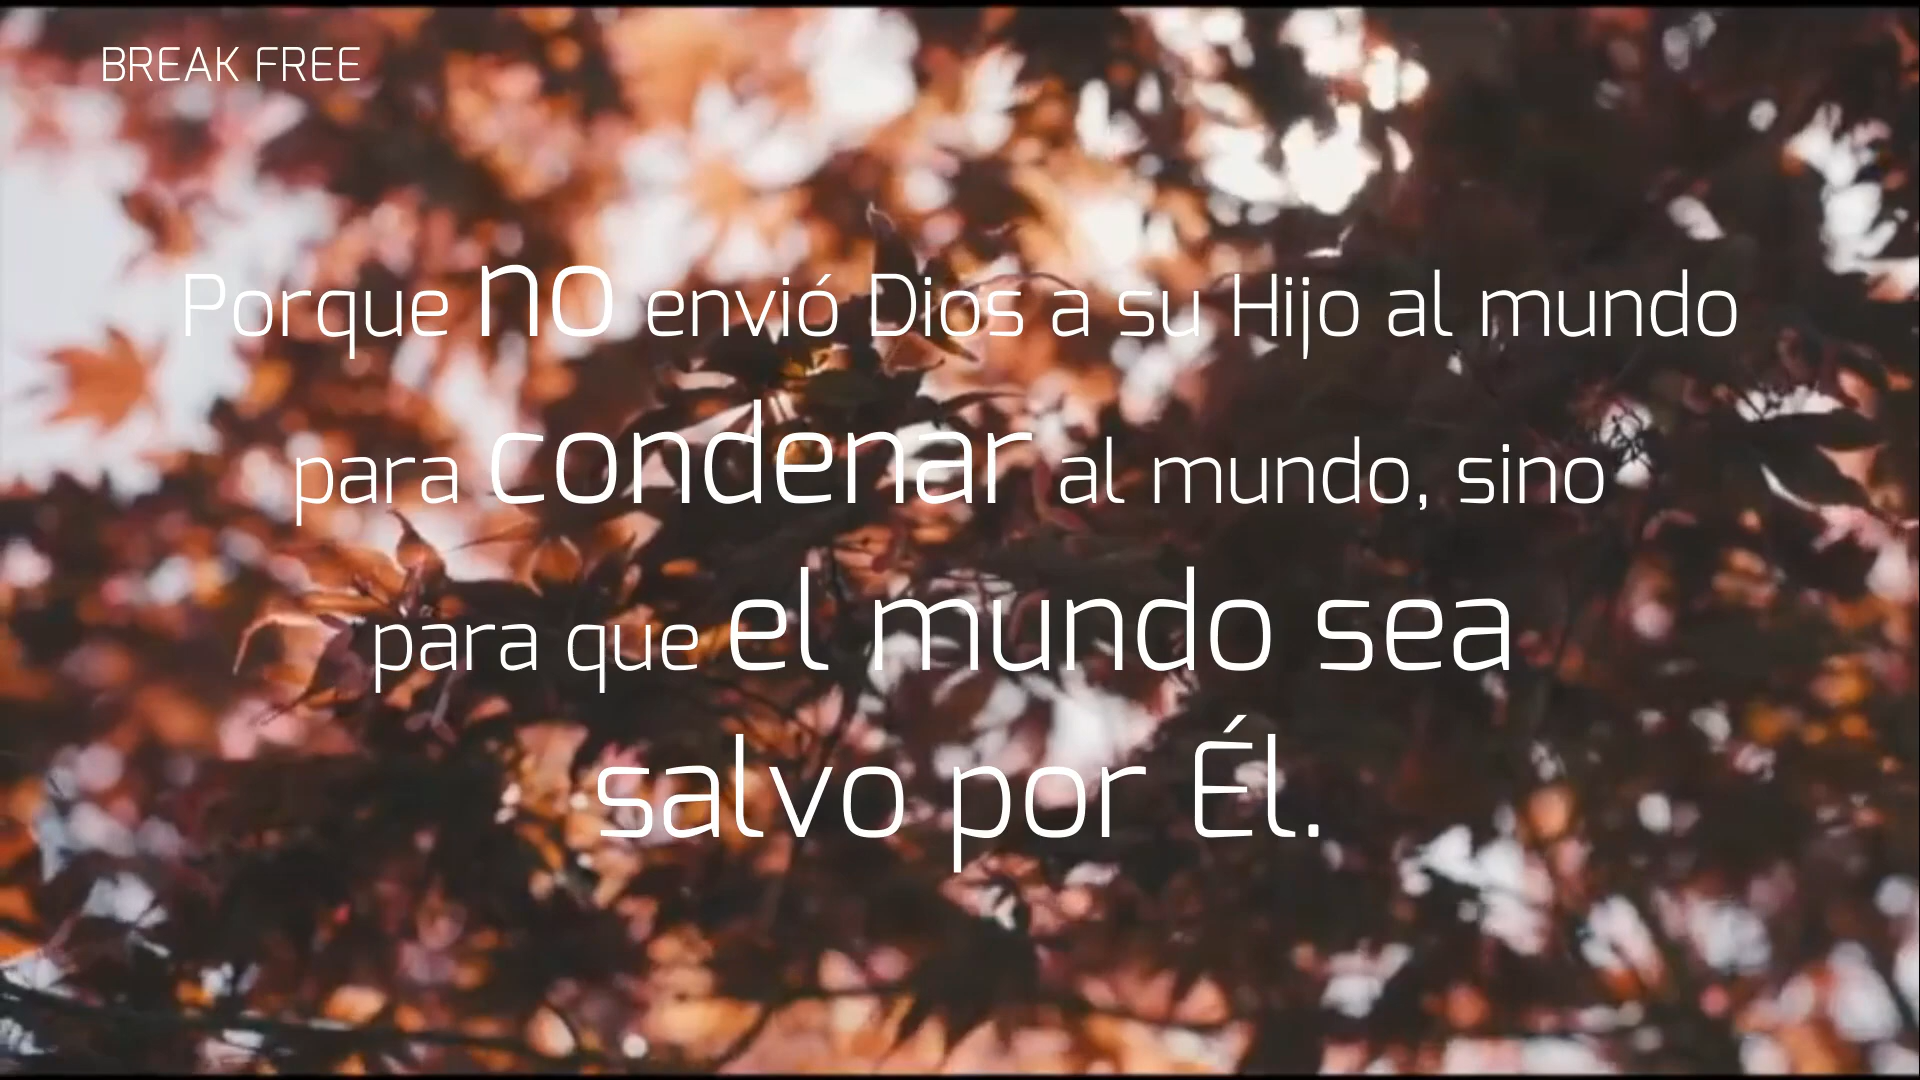 BREAK FREE
Porque no envió Dios a su Hijo al mundo
para condenar al mundo, sino
para que el mundo sea
salvo por Él.